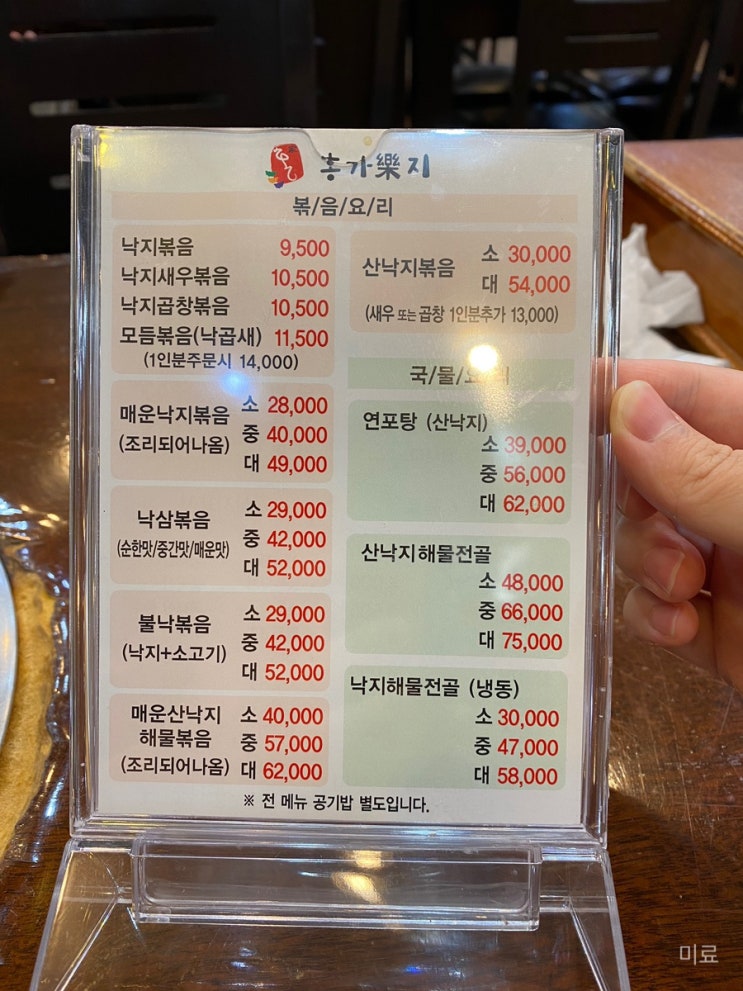 홍가樂지
볶/음/요/리
낙지볶음 9,500
낙지새우볶음 10,500
낙지곱창볶음 10,500
모듬볶음(낙곱새) 11,500
(1인분주문시 14,000)
매운낙지볶음
(조리되어나옴)
소 28,000
중 40,000
대 49,000
낙삼볶음
(순한맛/중간맛/매운맛)
소 29,000
중 42,000
대 52,000
불낙볶음
(낙지+소고기)
소 29,000
중 42,000
대 52,000
매운산낙지
해물볶음
(조리되어나옴)
소 40,000
중 57,000
대 62,000
산낙지볶음
소 30,000
대 54,000
(새우 또는 곱창 1인분추가 13,000)
국/물/요/리
연포탕 (산낙지)
소 39,000
중 56,000
대 62,000
산낙지해물전골
소 48,000
중 66,000
대 75,000
낙지해물전골 (냉동)
소 30,000
중 47,000
대 58,000
※ 전 메뉴 공기밥 별도입니다.
미료